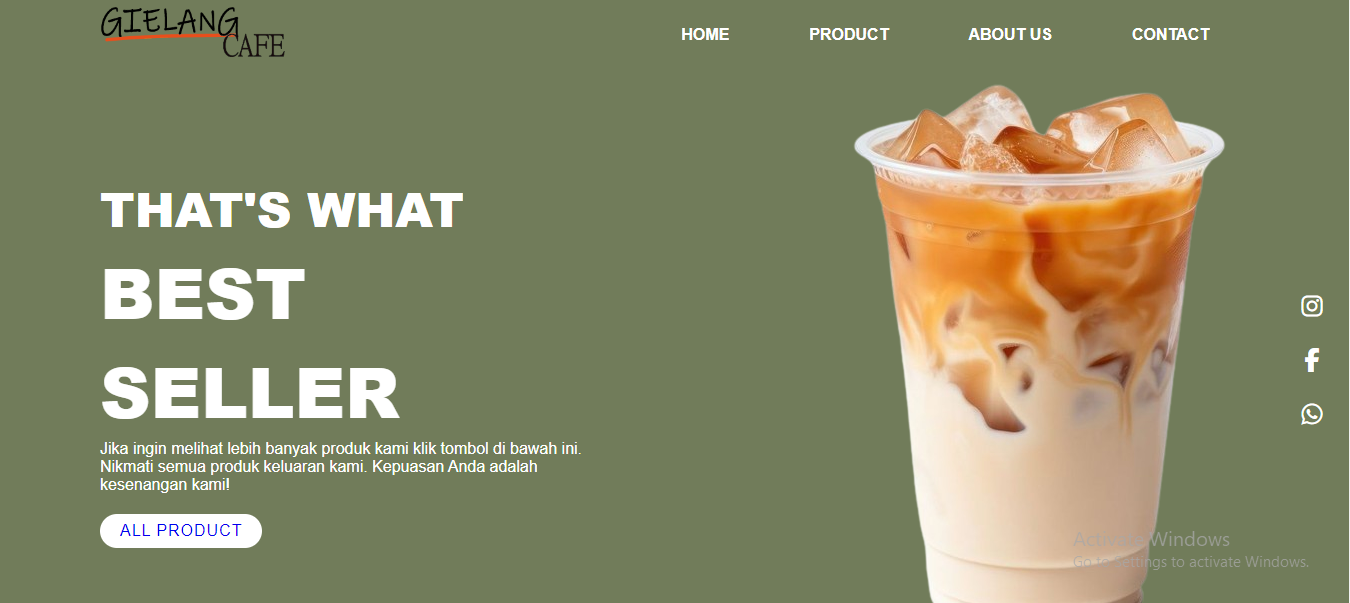 GIELANG
CAFE
HOME PRODUCT ABOUT US CONTACT
THAT'S WHAT
BEST
SELLER
Jika ingin melihat lebih banyak produk kami klik tombol di bawah ini.
Nikmati semua produk keluaran kami. Kepuasan Anda adalah
kesenangan kami!
ALL PRODUCT
Activate Windows
Go to Settings to activate Windows.